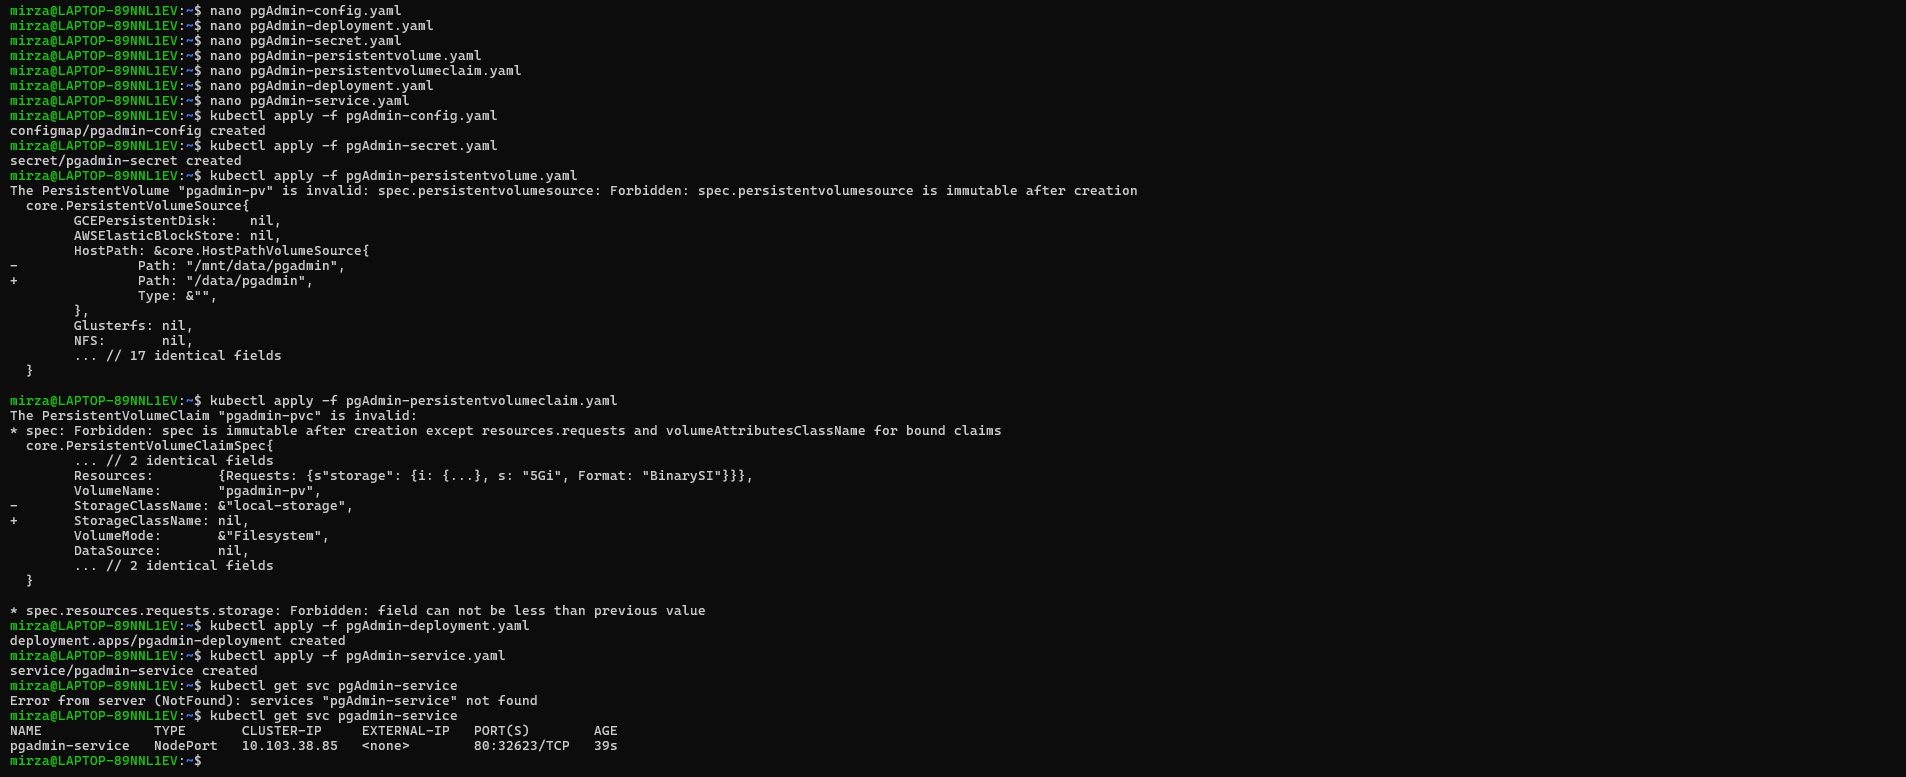 mirza@LAPTOP-89NNL1EV:~$ nano pgAdmin-config.yaml
mirza@LAPTOP-89NNL1EV:~$ nano pgAdmin-deployment.yaml
mirza@LAPTOP-89NNL1EV:~$ nano pgAdmin-secret.yaml
mirza@LAPTOP-89NNL1EV:~$ nano pgAdmin-persistentvolume.yaml
mirza@LAPTOP-89NNL1EV:~$ nano pgAdmin-persistentvolumeclaim.yaml
mirza@LAPTOP-89NNL1EV:~$ nano pgAdmin-deployment.yaml
mirza@LAPTOP-89NNL1EV:~$ nano pgAdmin-service.yaml
mirza@LAPTOP-89NNL1EV:~$ kubectl apply -f pgAdmin-config.yaml
configmap/pgadmin-config created
mirza@LAPTOP-89NNL1EV:~$ kubectl apply -f pgAdmin-secret.yaml
secret/pgadmin-secret created
mirza@LAPTOP-89NNL1EV:~$ kubectl apply -f pgAdmin-persistentvolume.yaml
The PersistentVolume "pgadmin-pv" is invalid: spec.persistentvolumesource: Forbidden: spec.persistentvolumesource is immutable after creation
  core.PersistentVolumeSource{
        GCEPersistentDisk:    nil,
        AWSElasticBlockStore: nil,
        HostPath: &core.HostPathVolumeSource{
-               Path: "/mnt/data/pgadmin",
+               Path: "/data/pgadmin",
                Type: &"",
        },
        Glusterfs: nil,
        NFS:       nil,
        ... // 17 identical fields
  }
mirza@LAPTOP-89NNL1EV:~$ kubectl apply -f pgAdmin-persistentvolumeclaim.yaml
The PersistentVolumeClaim "pgadmin-pvc" is invalid:
* spec: Forbidden: spec is immutable after creation except resources.requests and volumeAttributesClassName for bound claims
  core.PersistentVolumeClaimSpec{
        ... // 2 identical fields
        Resources:        {Requests: {s"storage": {i: {...}, s: "5Gi", Format: "BinarySI"}}},
        VolumeName:       "pgadmin-pv",
-       StorageClassName: &"local-storage",
+       StorageClassName: nil,
        VolumeMode:       &"Filesystem",
        DataSource:       nil,
        ... // 2 identical fields
  }
* spec.resources.requests.storage: Forbidden: field can not be less than previous value
mirza@LAPTOP-89NNL1EV:~$ kubectl apply -f pgAdmin-deployment.yaml
deployment.apps/pgadmin-deployment created
mirza@LAPTOP-89NNL1EV:~$ kubectl apply -f pgAdmin-service.yaml
service/pgadmin-service created
mirza@LAPTOP-89NNL1EV:~$ kubectl get svc pgAdmin-service
Error from server (NotFound): services "pgAdmin-service" not found
mirza@LAPTOP-89NNL1EV:~$ kubectl get svc pgadmin-service
NAME              TYPE       CLUSTER-IP     EXTERNAL-IP   PORT(S)        AGE
pgadmin-service   NodePort   10.103.38.85   <none>        80:32623/TCP   39s
mirza@LAPTOP-89NNL1EV:~$